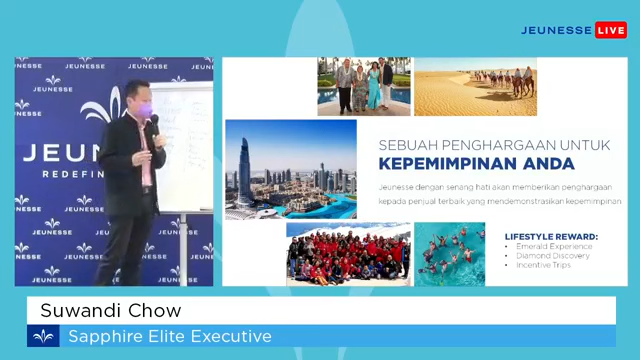 JEUNESSE LIVE
JEUNESSE
JEUNESSE
JEUNESSE
JEUNESSE
REDEFIN
JEUNESSE
JEUNESSE
JEUNESSE
SEBUAH PENGHARGAAN UNTUK
KEPEMIMPINAN ANDA
Jeunesse dengan senang hati akan memberikan penghargaan
kepada penjual terbaik yang mendemonstrasikan kepemimpinan
LIFESTYLE REWARD:
• Emerald Experience
• Diamond Discovery
• Incentive Trips
Suwandi Chow
Sapphire Elite Executive